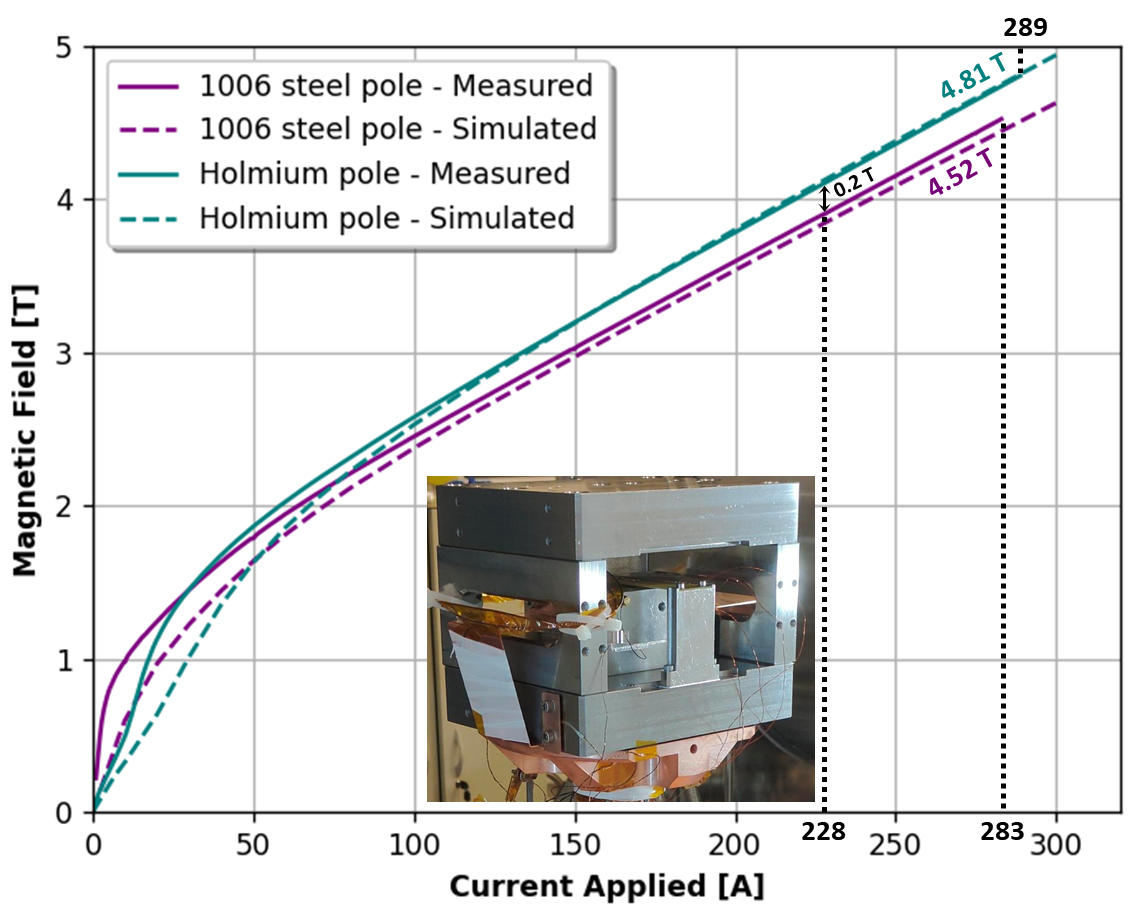 289
5
4
3
2
1
0
Magnetic Field [T]
1006 steel pole - Measured
1006 steel pole - Simulated
Holmium pole - Measured
Holmium pole - Simulated
4.81 T
0.2 T
4.52 T
228
283
0
50
100
150
200
250
300
Current Applied [A]